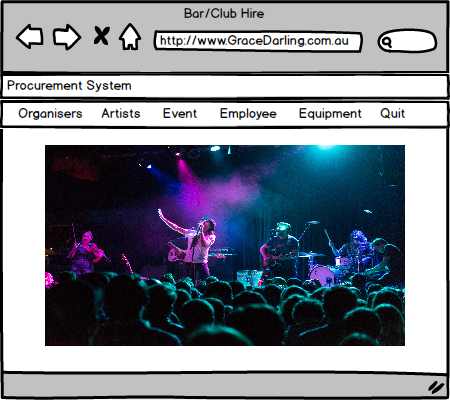 Bar/Club Hire
http://www.GraceDarling.com.au
Procurement System
Organisers Artists Event Employee Equipment Quit